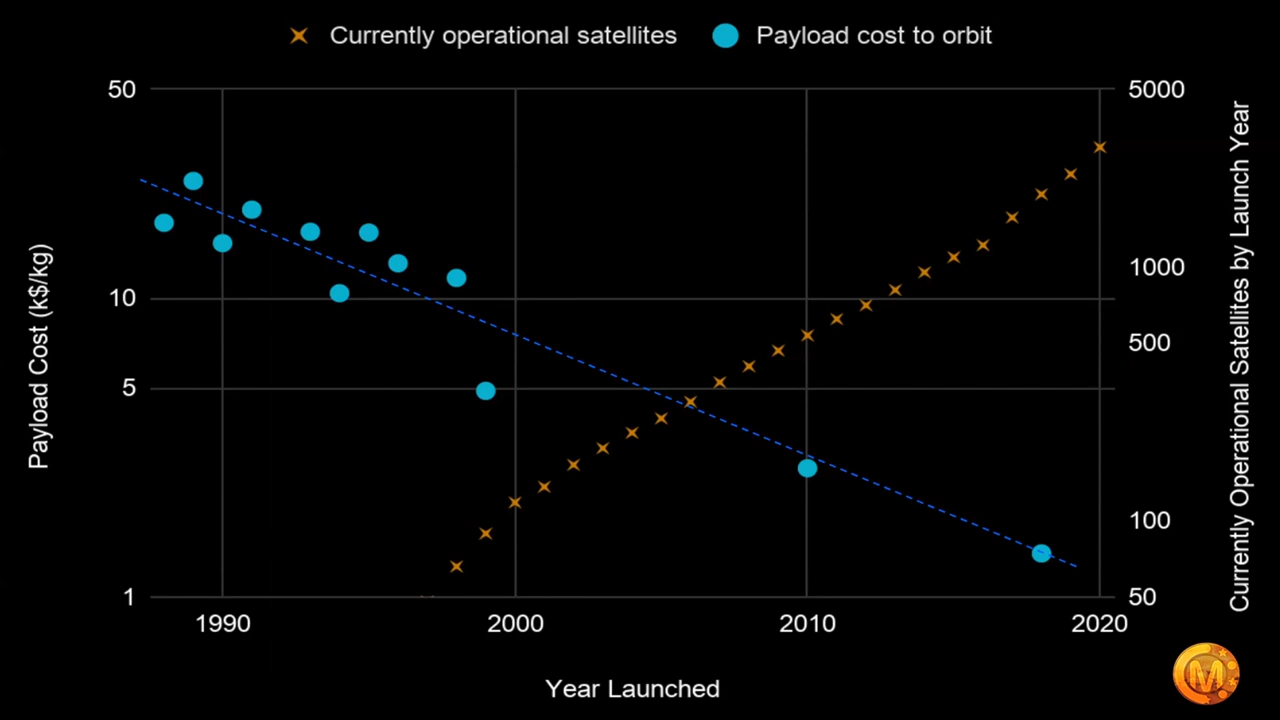 Currently operational satellites
Payload cost to orbit
50
10
5
1
Payload Cost (k$/kg)
5000
1000
500
100
50
Currently Operational Satellites by Launch Year
1990
2000
2010
2020
Year Launched
M